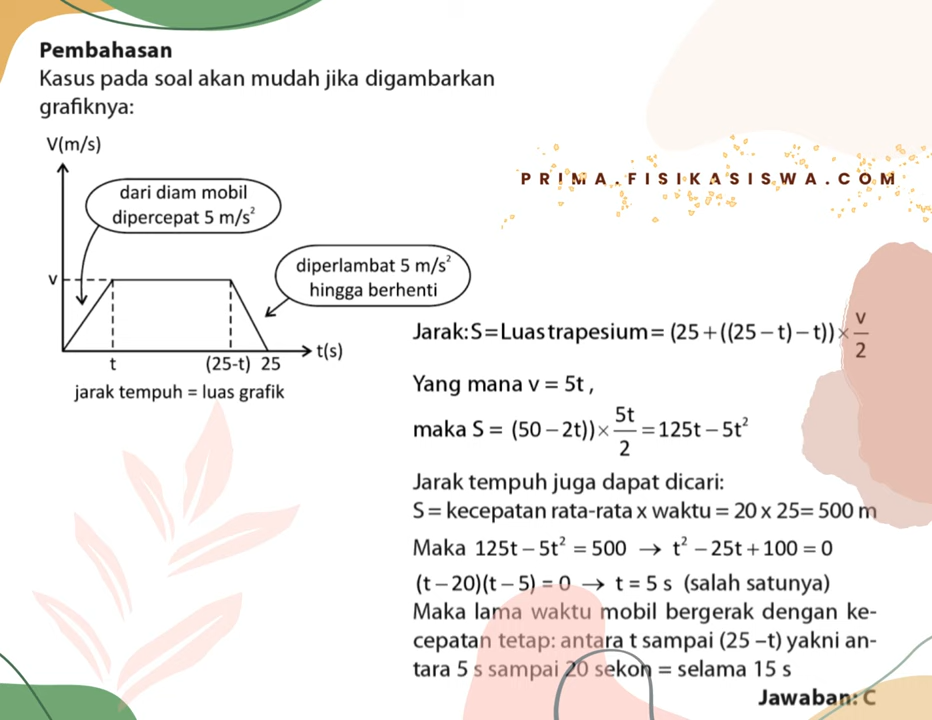 Pembahasan
Kasus pada soal akan mudah jika digambarkan
grafiknya:
V(m/s)
dari diam mobil
dipercepat 5 m/s²
diperlambat 5 m/s²
hingga berhenti
v
t
(25-t)
25
t(s)
jarak tempuh = luas grafik
PRIMA.FISIKASISWA.COM
Jarak:S=Luas trapesium= (25+((25−t)−t))× v/2
Yang mana v = 5t,
maka S = (50−2t))× 5t/2 =125t−5t²
Jarak tempuh juga dapat dicari:
S= kecepatan rata-rata x waktu = 20 x 25= 500 m
Maka 125t−5t² = 500 → t² −25t+100 = 0
(t−20)(t−5) = 0 → t = 5 s (salah satunya)
Maka lama waktu mobil bergerak dengan ke-
cepatan tetap: antara t sampai (25 –t) yakni an-
tara 5 s sampai 20 sekon = selama 15 s
Jawaban: C